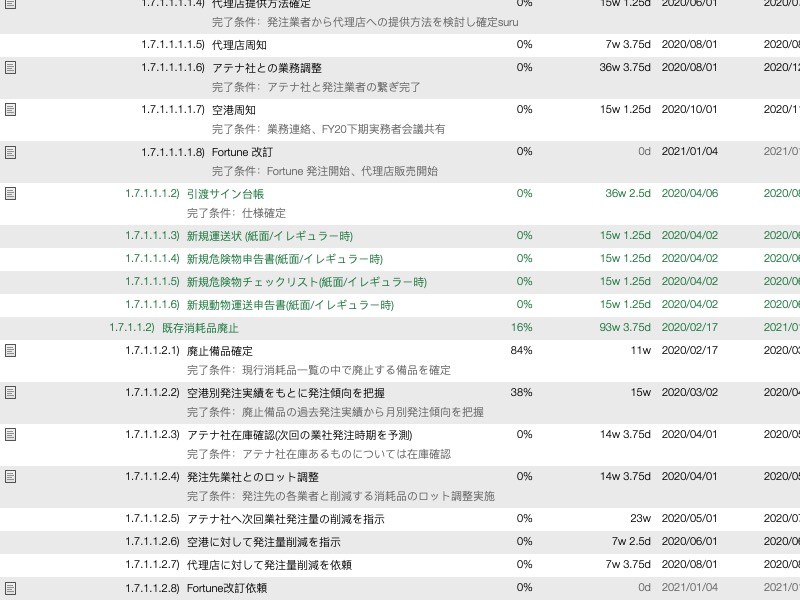 1.7.1.1.1.1.4) 代理店提供方法確定 0% 15w 1.25d 2020/06/01 2020/0
完了条件: 発注業者から代理店への提供方法を検討し確定suru
1.7.1.1.1.1.5) 代理店周知 0% 7w 3.75d 2020/08/01 2020/08
1.7.1.1.1.1.6) アテナ社との業務調整 0% 36w 3.75d 2020/08/01 2020/12
完了条件: アテナ社と発注業者の繋ぎ完了
1.7.1.1.1.1.7) 空港周知 0% 15w 1.25d 2020/10/01 2020/1
完了条件: 業務連絡、FY20下期実務者会議共有
1.7.1.1.1.1.8) Fortune 改訂 0% 0d 2021/01/04 2021/01
完了条件: Fortune 発注開始、代理店販売開始
1.7.1.1.1.2) 引渡サイン台帳 0% 36w 2.5d 2020/04/06 2020/08
完了条件: 仕様確定
1.7.1.1.1.3) 新規運送状 (紙面/イレギュラー時) 0% 15w 1.25d 2020/04/02 2020/06
1.7.1.1.1.4) 新規危険物申告書(紙面/イレギュラー時) 0% 15w 1.25d 2020/04/02 2020/06
1.7.1.1.1.5) 新規危険物チェックリスト(紙面/イレギュラー時) 0% 15w 1.25d 2020/04/02 2020/06
1.7.1.1.1.6) 新規動物運送申告書(紙面/イレギュラー時) 0% 15w 1.25d 2020/04/02 2020/06
1.7.1.1.2) 既存消耗品廃止 16% 93w 3.75d 2020/02/17 2021/01
1.7.1.1.2.1) 廃止備品確定 84% 11w 2020/02/17 2020/03
完了条件: 現行消耗品一覧の中で廃止する備品を確定
1.7.1.1.2.2) 空港別発注実績をもとに発注傾向を把握 38% 15w 2020/03/02 2020/04
完了条件: 廃止備品の過去発注実績から月別発注傾向を把握
1.7.1.1.2.3) アテナ社在庫確認(次回の業社発注時期を予測) 0% 14w 3.75d 2020/04/01 2020/05
完了条件: アテナ社在庫あるものについては在庫確認
1.7.1.1.2.4) 発注先業社とのロット調整 0% 14w 3.75d 2020/04/01 2020/05
完了条件: 発注先の各業者と削減する消耗品のロット調整実施
1.7.1.1.2.5) アテナ社へ次回業社発注量の削減を指示 0% 23w 2020/05/01 2020/07
1.7.1.1.2.6) 空港に対して発注量削減を指示 0% 7w 2.5d 2020/06/01 2020/06
1.7.1.1.2.7) 代理店に対して発注量削減を依頼 0% 7w 3.75d 2020/08/01 2020/08
1.7.1.1.2.8) Fortune改訂依頼 0% 0d 2021/01/04 2021/01